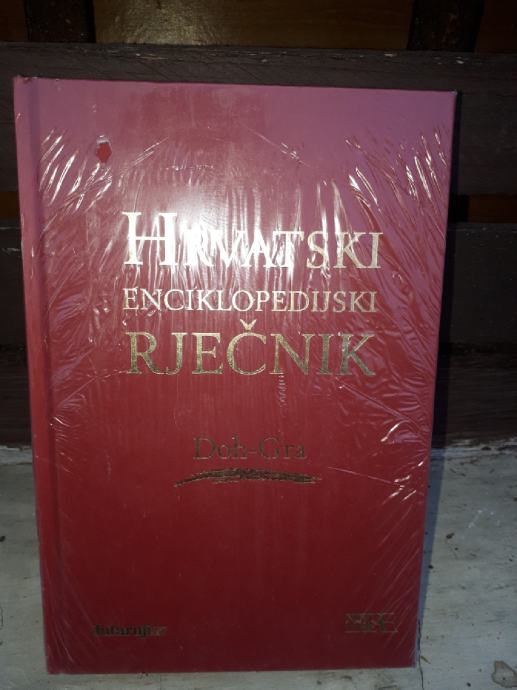 HRVATSKI
ENCIKLOPEDIJSKI
RJEČNIK
Doh-Gra